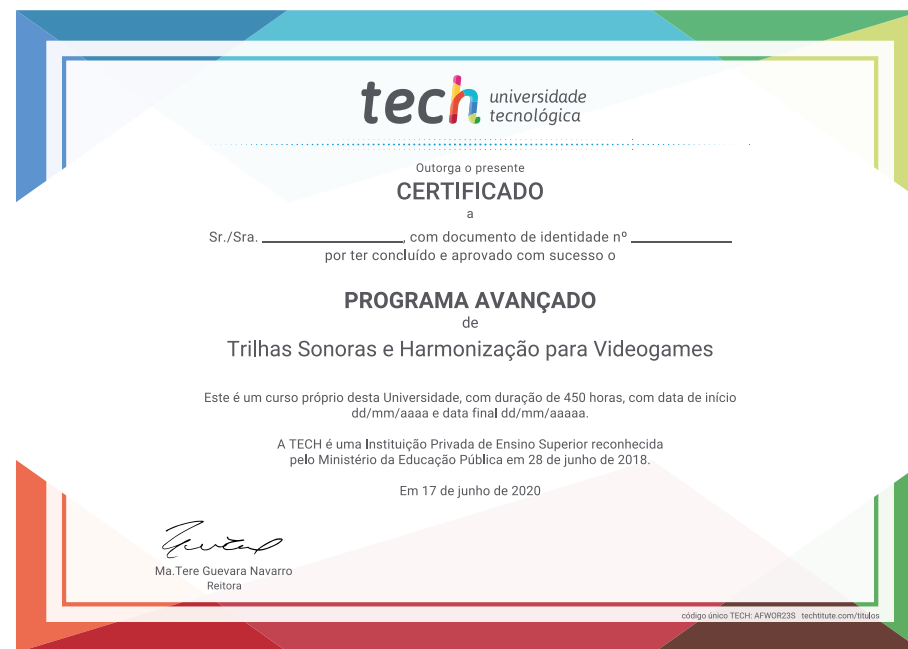 tech universidade
tecnológica
Outorga o presente
CERTIFICADO
a
Sr./Sra. ____________________, com documento de identidade nº ______________
por ter concluído e aprovado com sucesso o
PROGRAMA AVANÇADO
de
Trilhas Sonoras e Harmonização para Videogames
Este é um curso próprio desta Universidade, com duração de 450 horas, com data de início
dd/mm/aaaa e data final dd/mm/aaaaa.
A TECH é uma Instituição Privada de Ensino Superior reconhecida
pelo Ministério da Educação Pública em 28 de junho de 2018.
Em 17 de junho de 2020
Ma.Tere Guevara Navarro
Reitora
código único TECH: AFWOR23S techtitute.com/titulos